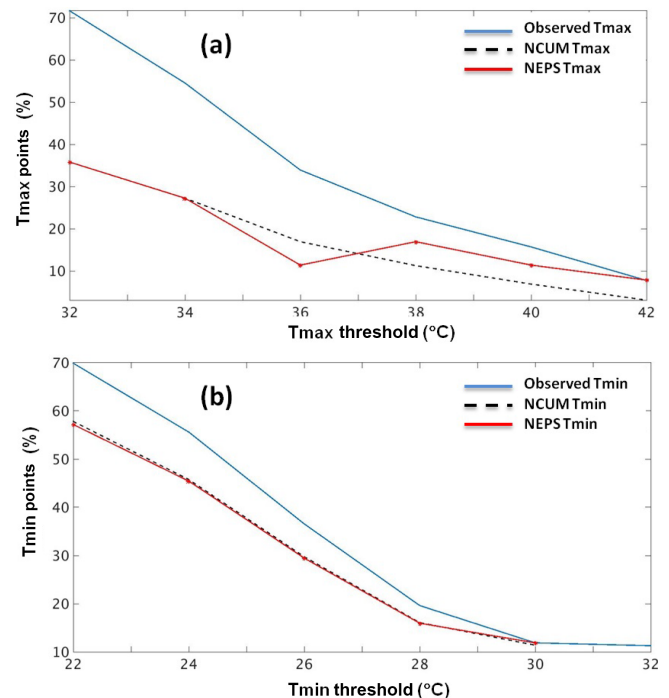 70
60
50
40
30
20
10
Tmax points (%)
(a)
Observed Tmax
NCUM Tmax
NEPS Tmax
32 34 36 38 40 42
Tmax threshold (°C)
70
60
50
40
30
20
10
Tmin points (%)
(b)
Observed Tmin
NCUM Tmin
NEPS Tmin
22 24 26 28 30 32
Tmin threshold (°C)